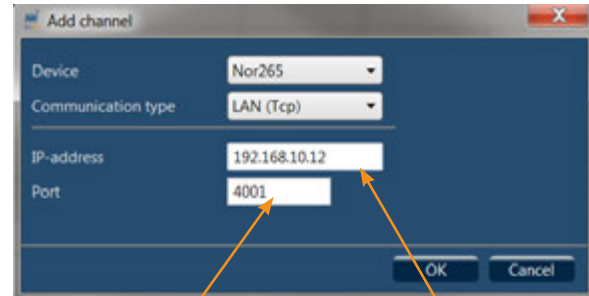 Add channel
Device Nor265
Communication type LAN (Tcp)
IP-address 192.168.10.12
Port 4001
OK Cancel